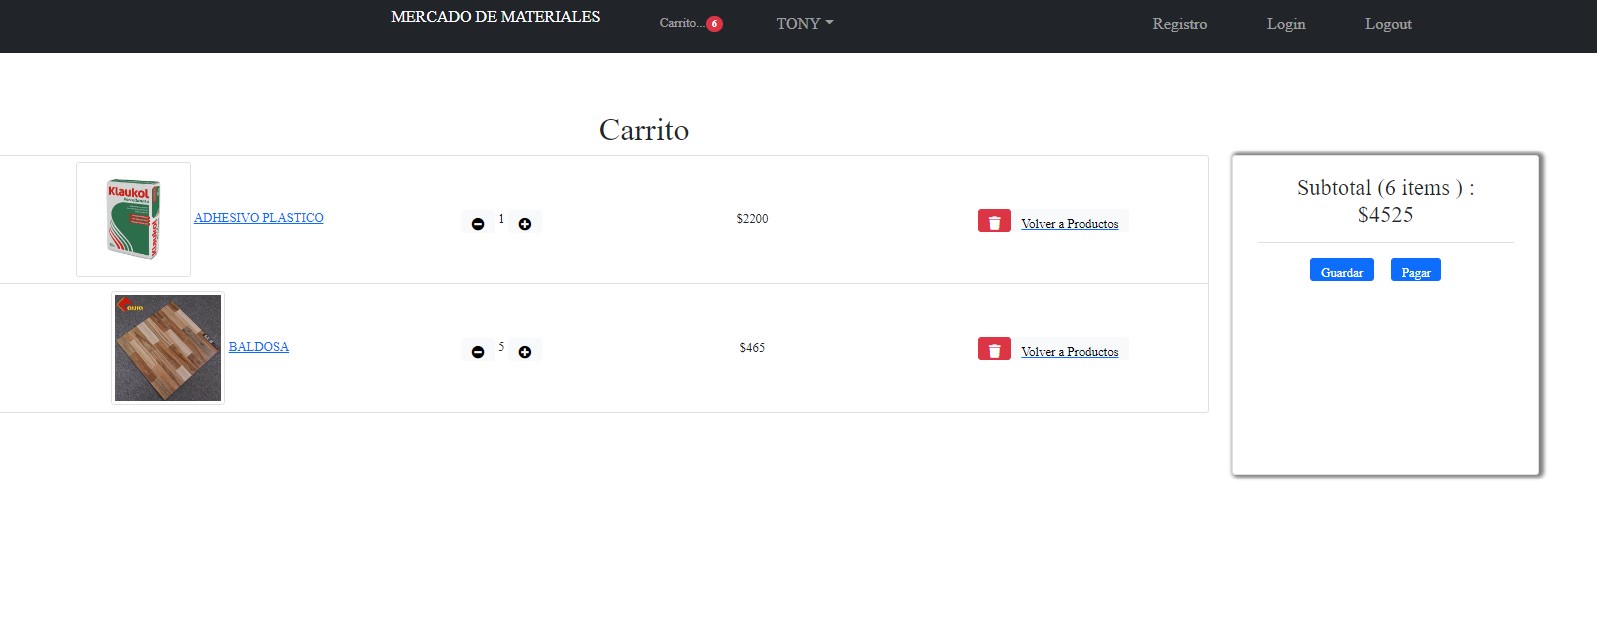 MERCADO DE MATERIALES
Carrito... 6
TONY
Registro
Login
Logout
Carrito
Klaukol
ADHESIVO PLASTICO
1
$2200
Volver a Productos
BALDOSA
5
$465
Volver a Productos
Subtotal (6 items ) :
$4525
Guardar
Pagar